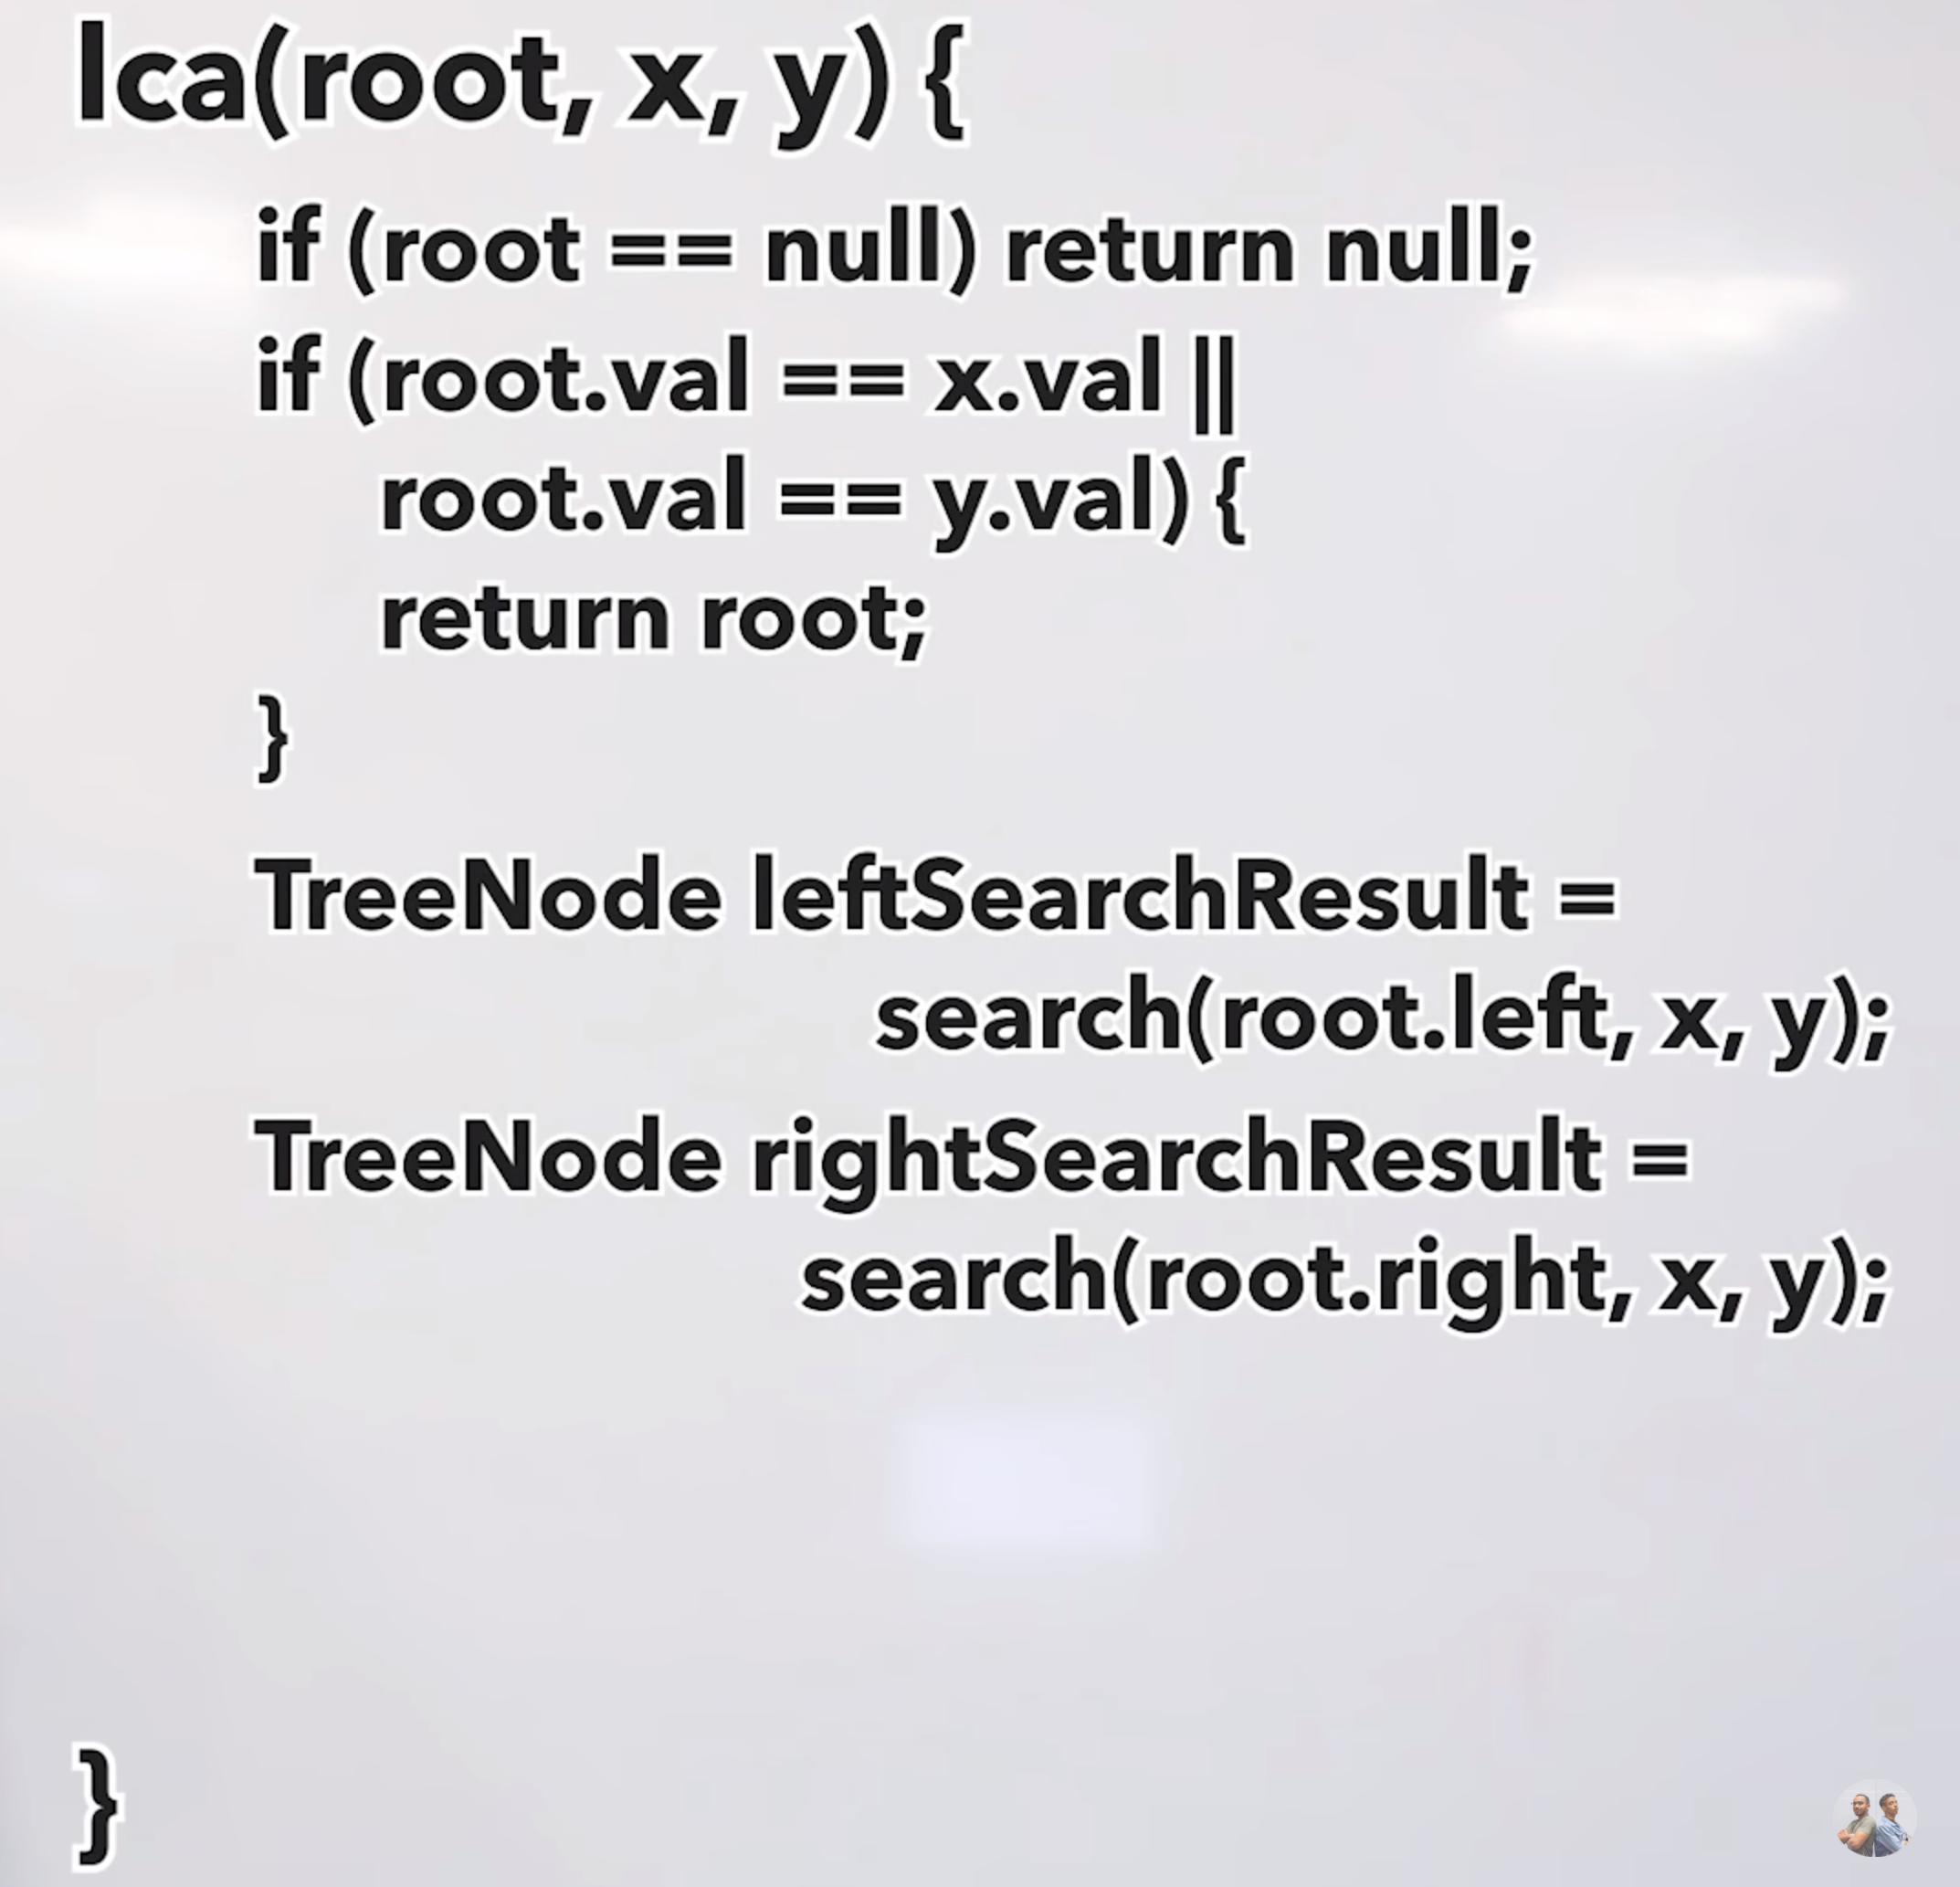 lca(root, x, y) {
if (root == null) return null;
if (root.val == x.val ||
root.val == y.val) {
return root;
}
TreeNode leftSearchResult =
search(root.left, x, y);
TreeNode rightSearchResult =
search(root.right, x, y);
}